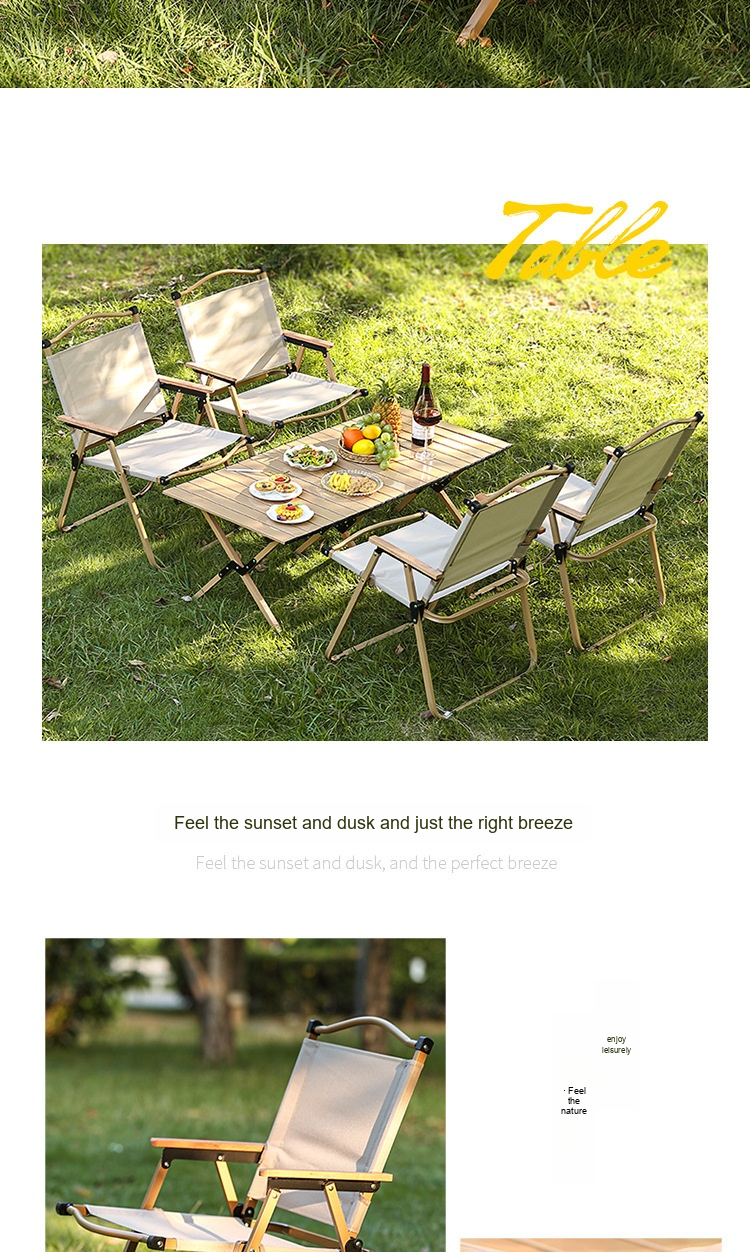 Table
Feel the sunset and dusk and just the right breeze
Feel the sunset and dusk, and the perfect breeze
enjoy
leisurely
· Feel
the
nature